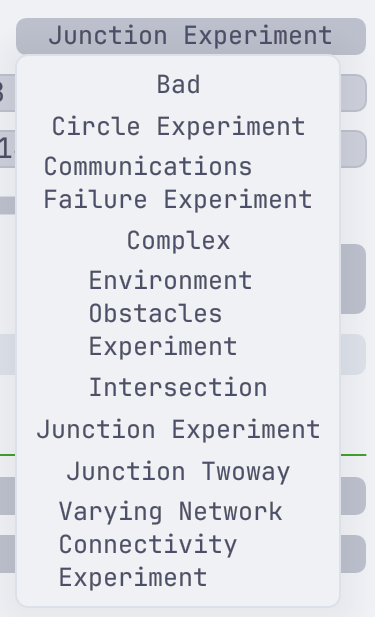 Junction Experiment
Bad
Circle Experiment
Communications
Failure Experiment
Complex
Environment
Obstacles
Experiment
Intersection
Junction Experiment
Junction Twoway
Varying Network
Connectivity
Experiment